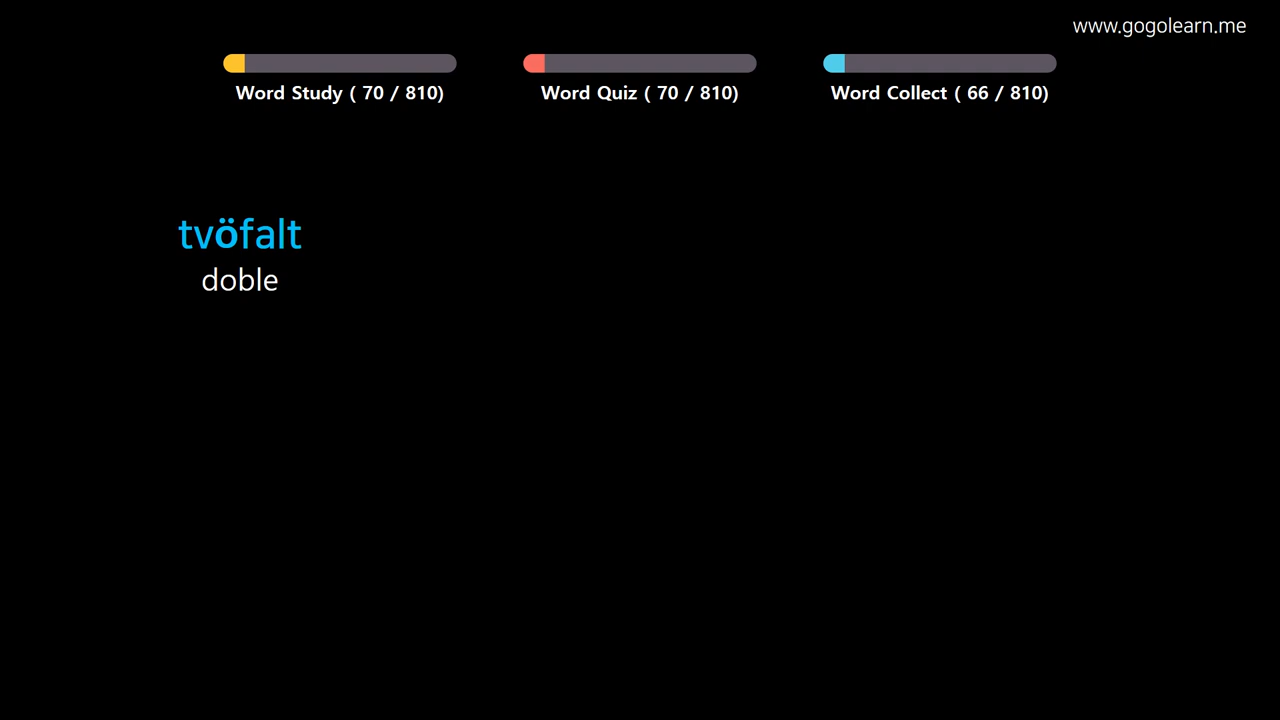 www.gogolearn.me
Word Study ( 70 / 810)
Word Quiz ( 70 / 810)
Word Collect ( 66 / 810)
tvöfalt
doble